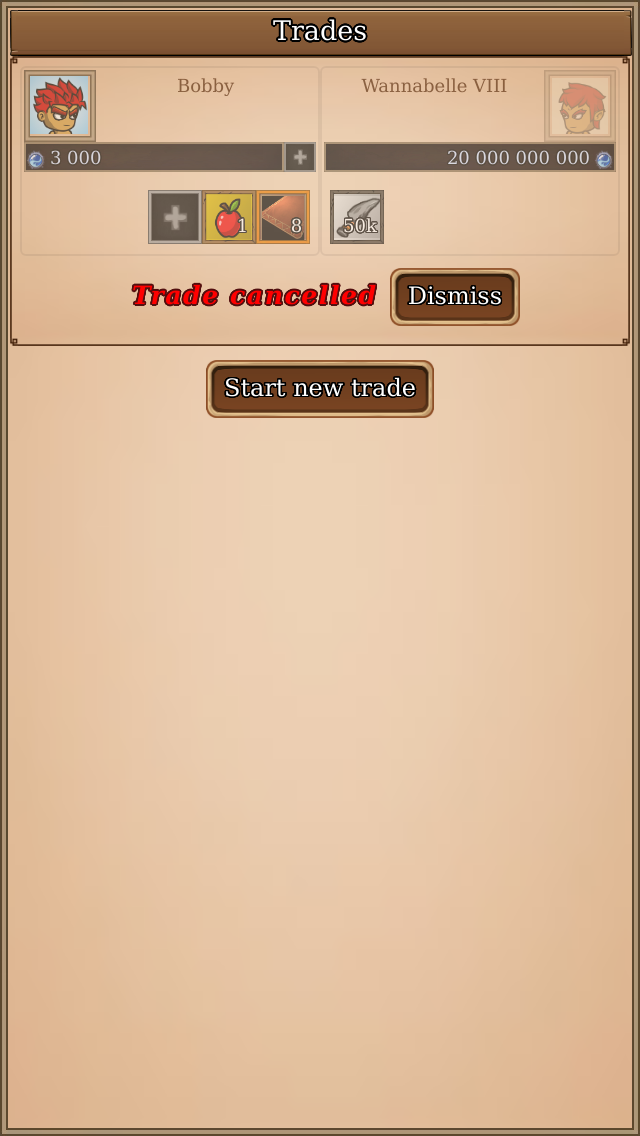 Trades
Bobby
Wannabelle VIII
3 000
20 000 000 000
1
8
50k
Trade cancelled
Dismiss
Start new trade